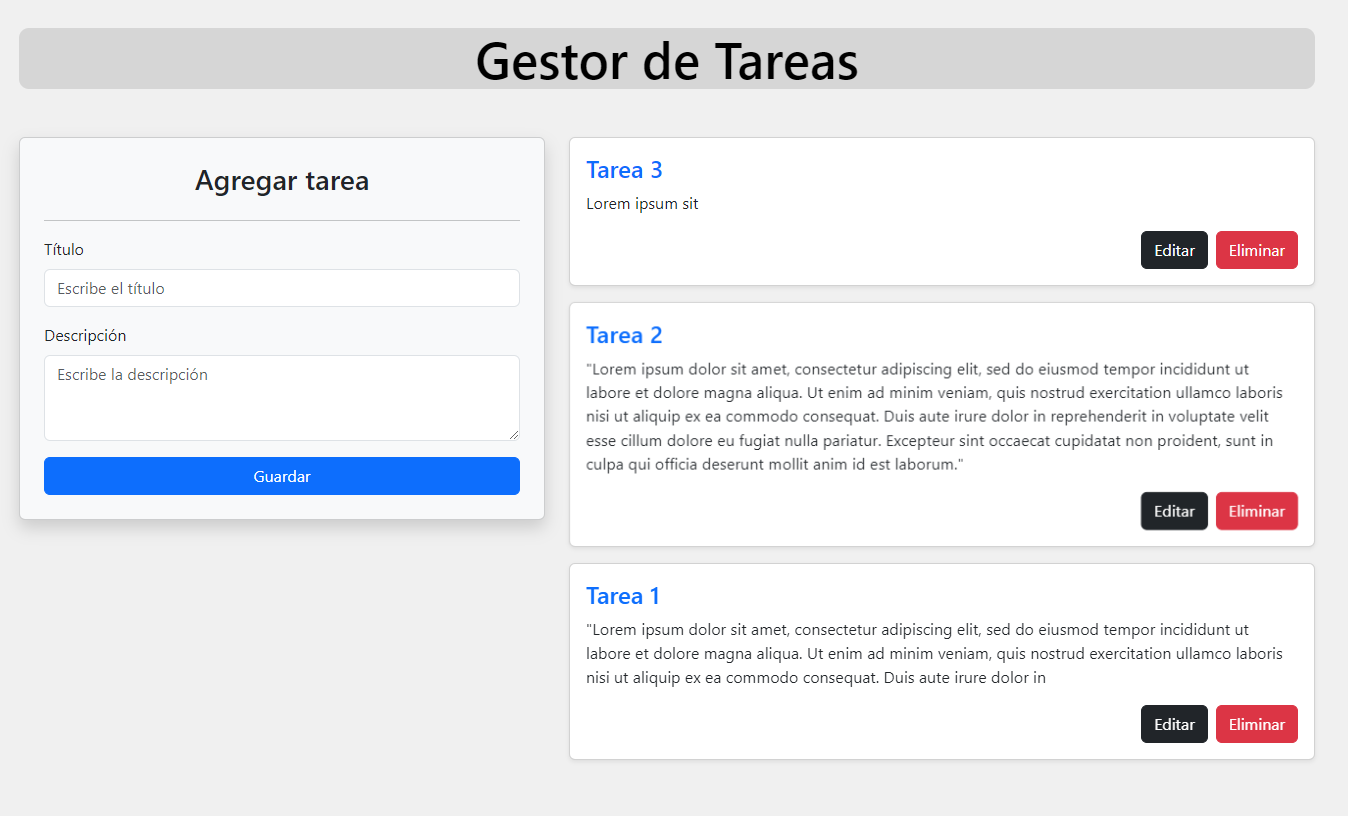 Gestor de Tareas
Agregar tarea
Título
Escribe el título
Descripción
Escribe la descripción
Guardar
Tarea 3
Lorem ipsum sit
Editar
Eliminar
Tarea 2
"Lorem ipsum dolor sit amet, consectetur adipiscing elit, sed do eiusmod tempor incididunt ut
labore et dolore magna aliqua. Ut enim ad minim veniam, quis nostrud exercitation ullamco laboris
nisi ut aliquip ex ea commodo consequat. Duis aute irure dolor in reprehenderit in voluptate velit
esse cillum dolore eu fugiat nulla pariatur. Excepteur sint occaecat cupidatat non proident, sunt in
culpa qui officia deserunt mollit anim id est laborum."
Editar
Eliminar
Tarea 1
"Lorem ipsum dolor sit amet, consectetur adipiscing elit, sed do eiusmod tempor incididunt ut
labore et dolore magna aliqua. Ut enim ad minim veniam, quis nostrud exercitation ullamco laboris
nisi ut aliquip ex ea commodo consequat. Duis aute irure dolor in
Editar
Eliminar